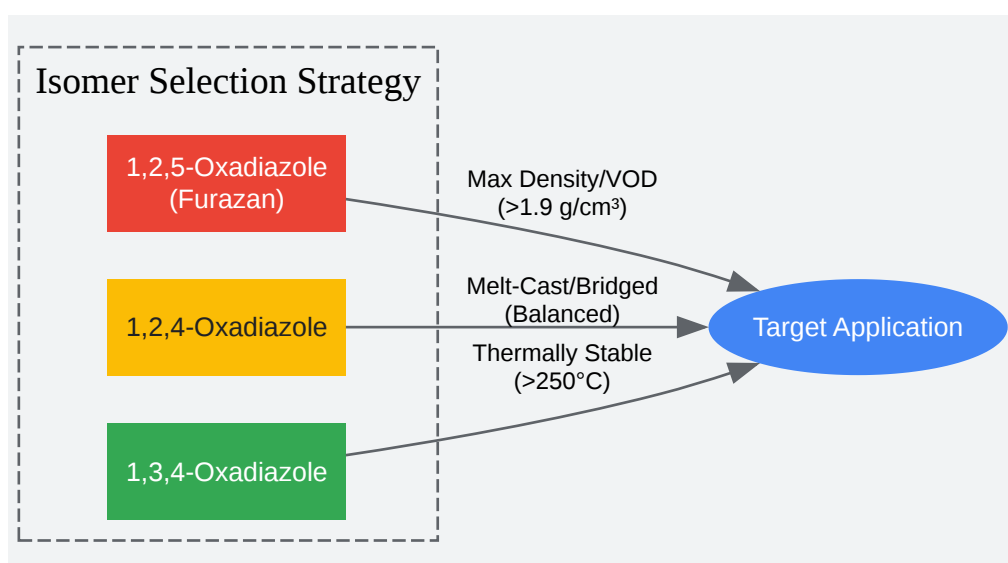 Isomer Selection Strategy
1,2,5-Oxadiazole
(Furazan)
Max Density/VOD
(>1.9 g/cm³)
1,2,4-Oxadiazole
Melt-Cast/Bridged
(Balanced)
Target Application
Thermally Stable
(>250°C)
1,3,4-Oxadiazole